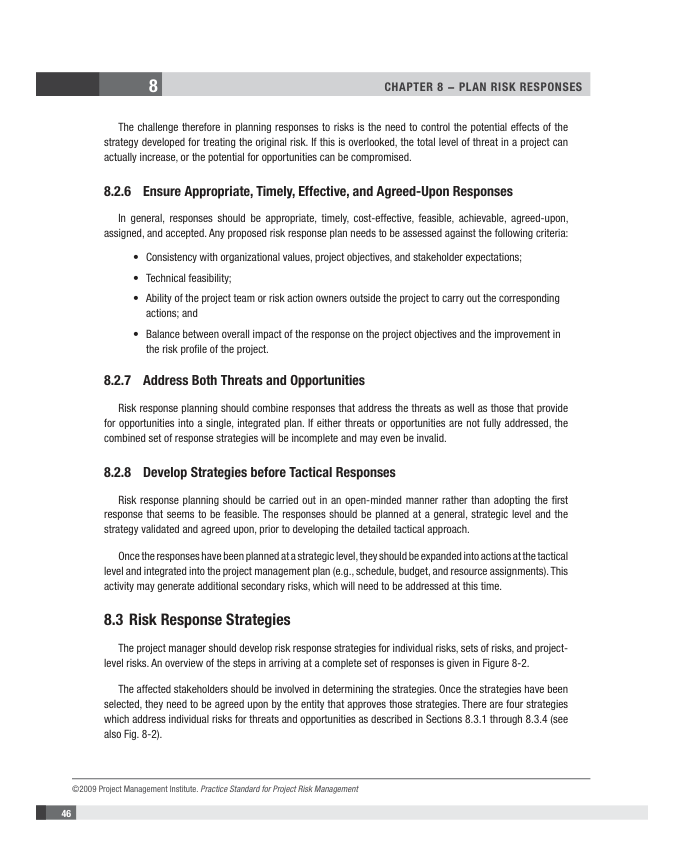 8
CHAPTER 8 – PLAN RISK RESPONSES
The challenge therefore in planning responses to risks is the need to control the potential effects of the
strategy developed for treating the original risk. If this is overlooked, the total level of threat in a project can
actually increase, or the potential for opportunities can be compromised.
8.2.6 Ensure Appropriate, Timely, Effective, and Agreed-Upon Responses
In general, responses should be appropriate, timely, cost-effective, feasible, achievable, agreed-upon,
assigned, and accepted. Any proposed risk response plan needs to be assessed against the following criteria:
• Consistency with organizational values, project objectives, and stakeholder expectations;
• Technical feasibility;
• Ability of the project team or risk action owners outside the project to carry out the corresponding
actions; and
• Balance between overall impact of the response on the project objectives and the improvement in
the risk profile of the project.
8.2.7 Address Both Threats and Opportunities
Risk response planning should combine responses that address the threats as well as those that provide
for opportunities into a single, integrated plan. If either threats or opportunities are not fully addressed, the
combined set of response strategies will be incomplete and may even be invalid.
8.2.8 Develop Strategies before Tactical Responses
Risk response planning should be carried out in an open-minded manner rather than adopting the first
response that seems to be feasible. The responses should be planned at a general, strategic level and the
strategy validated and agreed upon, prior to developing the detailed tactical approach.
Once the responses have been planned at a strategic level, they should be expanded into actions at the tactical
level and integrated into the project management plan (e.g., schedule, budget, and resource assignments). This
activity may generate additional secondary risks, which will need to be addressed at this time.
8.3 Risk Response Strategies
The project manager should develop risk response strategies for individual risks, sets of risks, and project-
level risks. An overview of the steps in arriving at a complete set of responses is given in Figure 8-2.
The affected stakeholders should be involved in determining the strategies. Once the strategies have been
selected, they need to be agreed upon by the entity that approves those strategies. There are four strategies
which address individual risks for threats and opportunities as described in Sections 8.3.1 through 8.3.4 (see
also Fig. 8-2).
©2009 Project Management Institute. Practice Standard for Project Risk Management
46